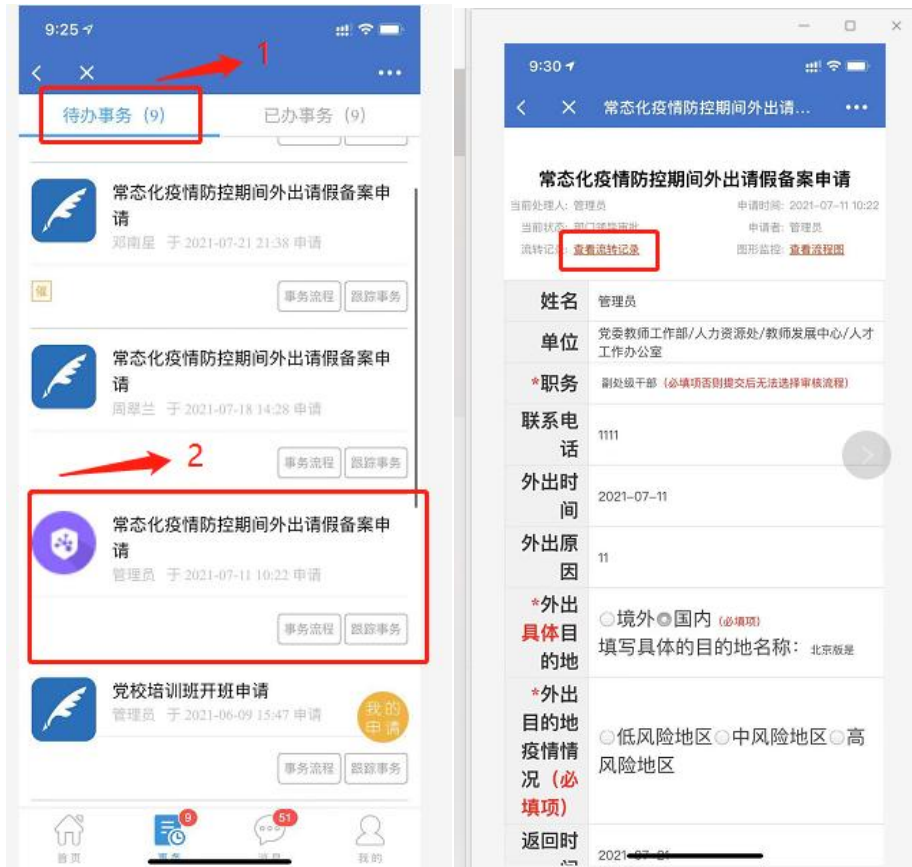 9:25
1
待办事务 (9)
已办事务 (9)
常态化疫情防控期间外出请假备案申
请
邓南星 于 2021-07-21 21:38 申请
催
事务流程 跟踪事务
常态化疫情防控期间外出请假备案申
请
周翠兰 于 2021-07-18 14:28 申请
2
事务流程 跟踪事务
常态化疫情防控期间外出请假备案申
请
管理员 于 2021-07-11 10:22 申请
事务流程 跟踪事务
党校培训班开班申请
管理员 于 2021-06-09 15:47 申请
我的
申请
事务流程 跟踪事务
9
51
首页
我的
9:30
常态化疫情防控期间外出请...
常态化疫情防控期间外出请假备案申请
当前处理人: 管理员 申请时间: 2021-07-11 10:22
当前状态: 部门领导审批 申请者: 管理员
流转记录: 查看流转记录 图形监控: 查看流程图
姓名 管理员
单位 党委教师工作部/人力资源处/教师发展中心/人才
工作办公室
*职务 副处级干部 (必填项否则提交后无法选择审核流程)
联系电
话 1111
外出时
间 2021-07-11
外出原
因 11
*外出
具体目
的地
境外 国内 (必填项)
填写具体的目的地名称: 北京版是
*外出
目的地
疫情情
况 (必
填项)
低风险地区 中风险地区 高
风险地区
返回时
2021-07-21